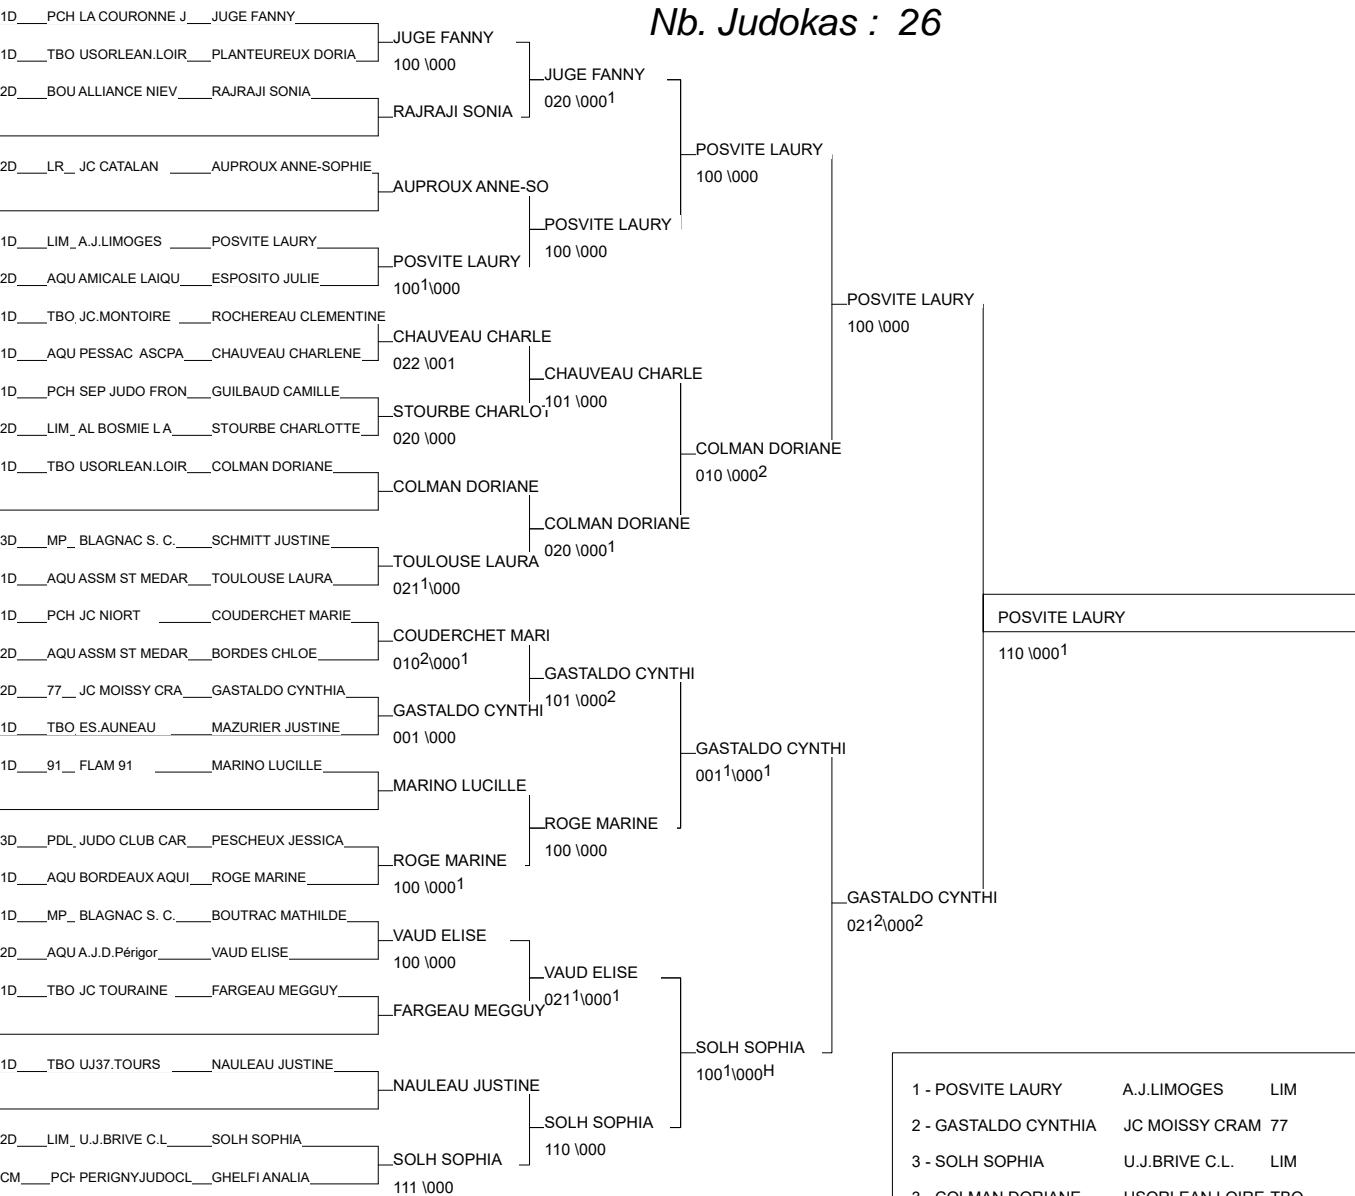 Nb. Judokas : 26
1D PCH LA COURONNE J JUGE FANNY
1D TBO USORLEAN.LOIR PLANTEUREUX DORIA
2D BOU ALLIANCE NIEV RAJRAJI SONIA
2D LR JC CATALAN AUPROUX ANNE-SOPHIE
1D LIM A.J.LIMOGES POSVITE LAURY
2D AQU AMICALE LAIQU ESPOSITO JULIE
1D TBO JC.MONTOIRE ROCHEREAU CLEMENTINE
1D AQU PESSAC ASCPA CHAUVEAU CHARLENE
1D PCH SEP JUDO FRON GUILBAUD CAMILLE
2D LIM AL BOSMIE L A STOURBE CHARLOTTE
1D TBO USORLEAN.LOIR COLMAN DORIANE
3D MP BLAGNAC S. C. SCHMITT JUSTINE
1D AQU ASSM ST MEDAR TOULOUSE LAURA
1D PCH JC NIORT COUDERCHET MARIE
2D AQU ASSM ST MEDAR BORDES CHLOE
2D 77 JC MOISSY CRA GASTALDO CYNTHIA
1D TBO ES.AUNEAU MAZURIER JUSTINE
1D 91 FLAM 91 MARINO LUCILLE
3D PDL JUDO CLUB CAR PESCHEUX JESSICA
1D AQU BORDEAUX AQUI ROGE MARINE
1D MP BLAGNAC S. C. BOUTRAC MATHILDE
2D AQU A.J.D.Périgor VAUD ELISE
1D TBO JC TOURAINE FARGEAU MEGGUY
1D TBO UJ37.TOURS NAULEAU JUSTINE
2D LIM U.J.BRIVE C.L SOLH SOPHIA
CM PCH PERIGNYJUDOCL GHELFI ANALIA
JUGE FANNY
100 \000
RAJRAJI SONIA
AUPROUX ANNE-SO
POSVITE LAURY
100¹\000
CHAUVEAU CHARLE
022 \001
STOURBE CHARLOT
020 \000
COLMAN DORIANE
TOULOUSE LAURA
021¹\000
COUDERCHET MARI
010²\000¹
GASTALDO CYNTHI
001 \000
MARINO LUCILLE
ROGE MARINE
100 \000¹
VAUD ELISE
100 \000
FARGEAU MEGGUY
NAULEAU JUSTINE
SOLH SOPHIA
111 \000
JUGE FANNY
020 \000¹
POSVITE LAURY
100 \000
CHAUVEAU CHARLE
101 \000
COLMAN DORIANE
020 \000¹
GASTALDO CYNTHI
101 \000²
ROGE MARINE
100 \000
VAUD ELISE
021¹\000¹
SOLH SOPHIA
110 \000
POSVITE LAURY
100 \000
COLMAN DORIANE
010 \000²
GASTALDO CYNTHI
001¹\000¹
SOLH SOPHIA
100¹\000H
POSVITE LAURY
100 \000
GASTALDO CYNTHI
021²\000²
POSVITE LAURY
110 \000¹
1 - POSVITE LAURY A.J.LIMOGES LIM
2 - GASTALDO CYNTHIA JC MOISSY CRAM 77
3 - SOLH SOPHIA U.J.BRIVE C.L. LIM
3 - COLMAN DORIANE USORLEAN.LOIRE TBO